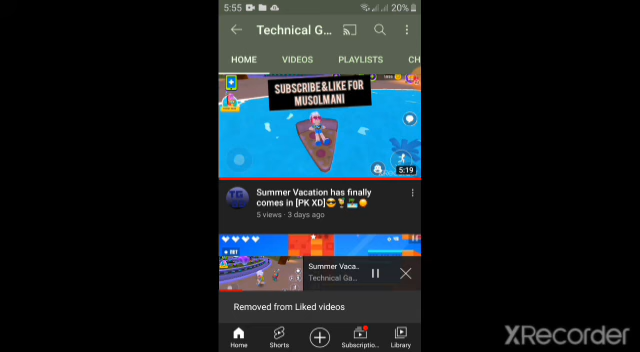 5:55
20%
Technical G...
HOME VIDEOS PLAYLISTS CH
SUBSCRIBE&LIKE FOR
MUSOLMANI
5:19
TG
Summer Vacation has finally
comes in [PK XD]😎🍹🏝️🌞
5 views · 3 days ago
Summer Vaca..
Technical Ga...
Removed from Liked videos
Home Shorts Subscriptio... Library
XRecorder